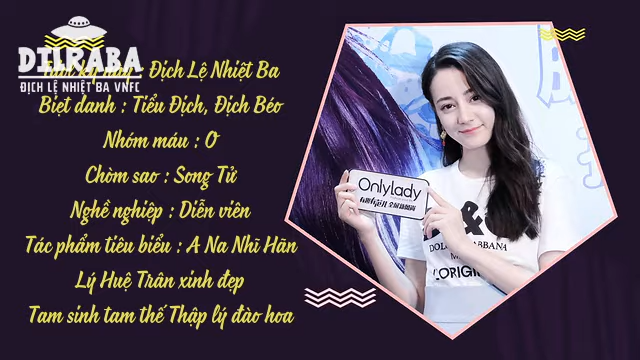 DILRABA
ĐỊCH LỆ NHIỆT BA VNFC
: Địch Lệ Nhiệt Ba
Biệt danh : Tiểu Địch, Địch Béo
Nhóm máu : O
Chòm sao : Song Tử
Nghề nghiệp : Diễn viên
Tác phẩm tiêu biểu : A Na Nhĩ Hãn
Lý Huệ Trân xinh đẹp
Tam sinh tam thế Thập lý đào hoa
Onlylady
DOLCE & GABBANA